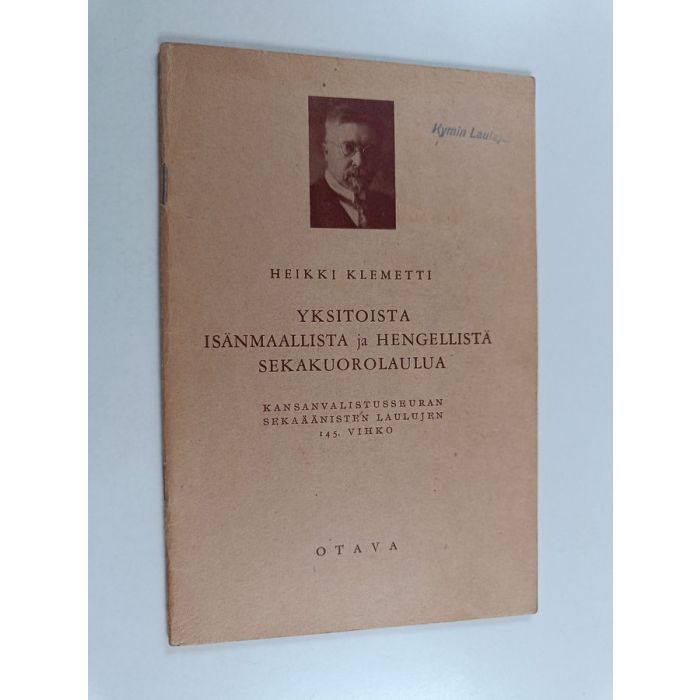 Kymin
HEIKKI KLEMETTI
YKSITOISTA
ISÄNMAALLISTA ja HENGELLISTÄ
SEKAKUOROLAULUA
KANSANVALISTUSSEURAN
SEKAÄÄNISTEN LAULUJEN
145. VIHKO
OTAVA